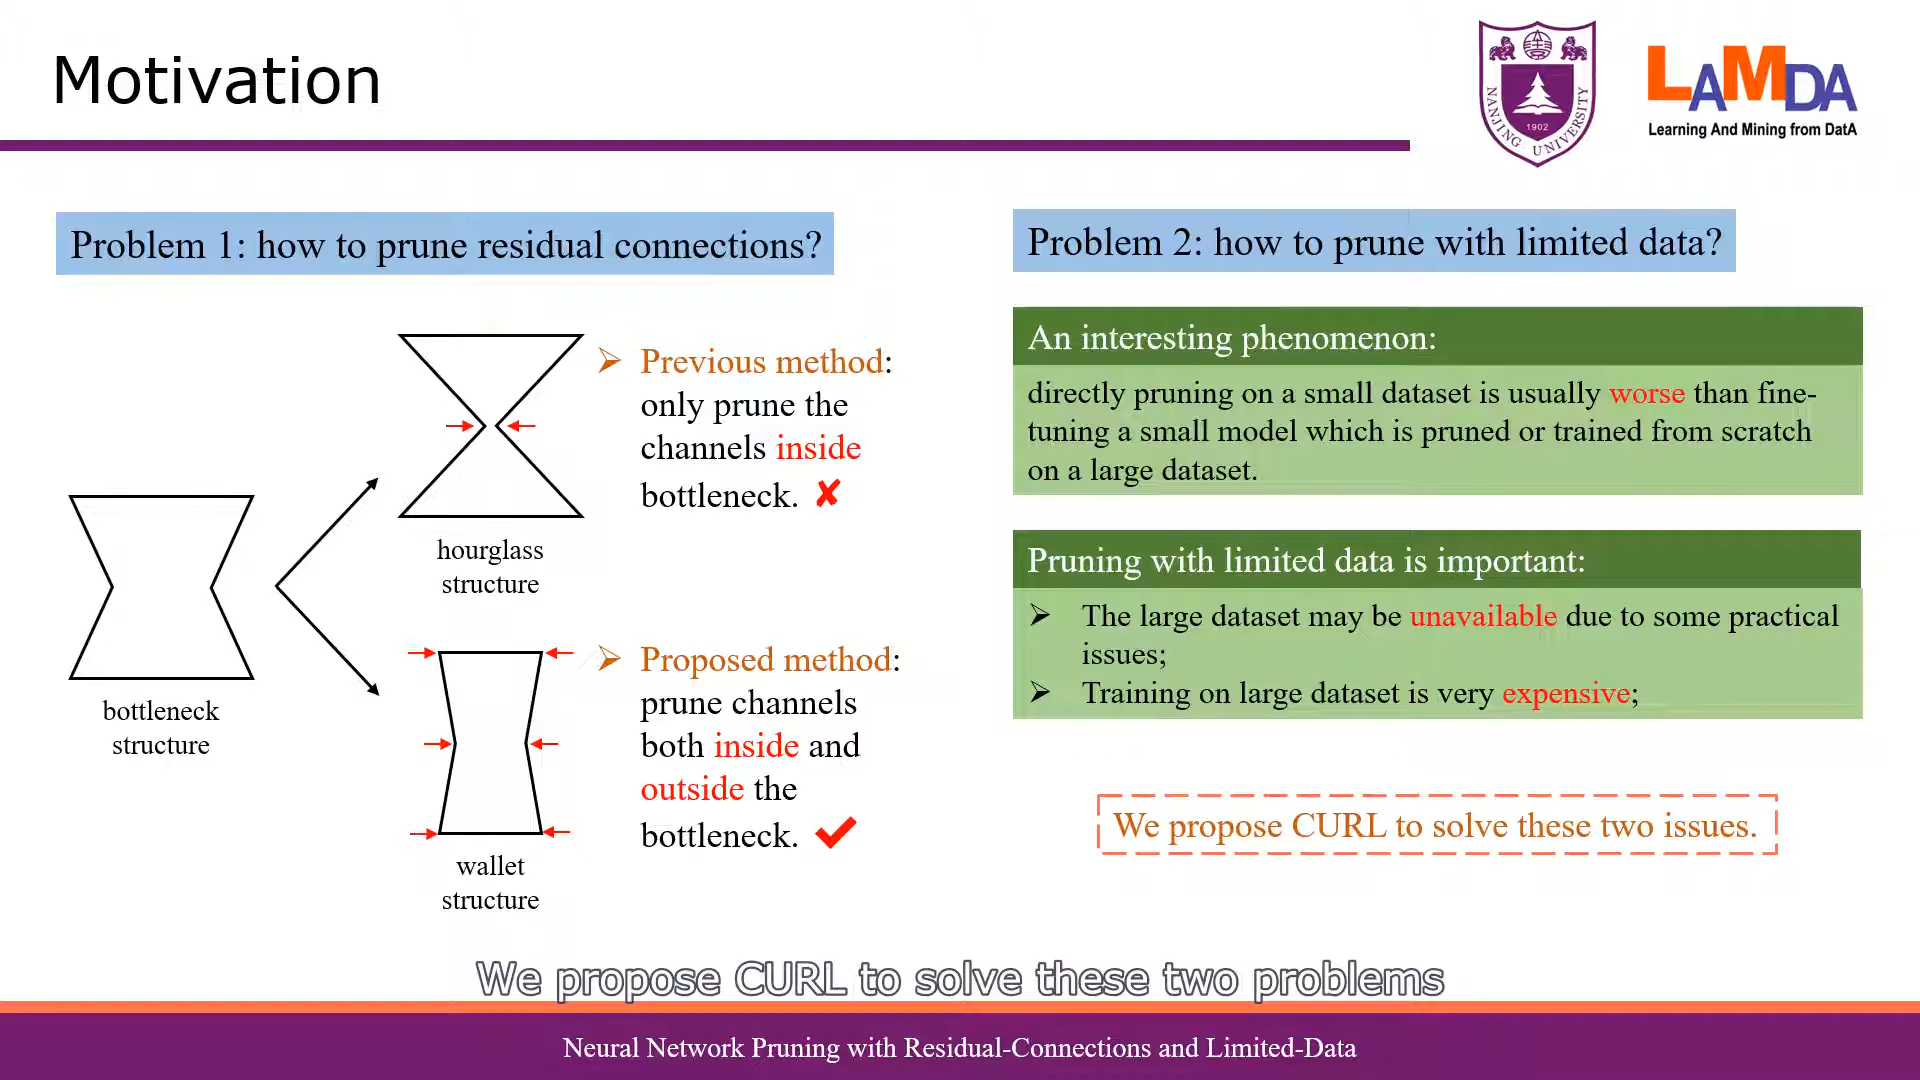 Motivation
NANJING UNIVERSITY
1902
LAMDA
Learning And Mining from DatA
Problem 1: how to prune residual connections?
bottleneck
structure
hourglass
structure
➢ Previous method:
only prune the
channels inside
bottleneck. ✘
wallet
structure
➢ Proposed method:
prune channels
both inside and
outside the
bottleneck. ✔
Problem 2: how to prune with limited data?
An interesting phenomenon:
directly pruning on a small dataset is usually worse than fine-
tuning a small model which is pruned or trained from scratch
on a large dataset.
Pruning with limited data is important:
➢ The large dataset may be unavailable due to some practical
issues;
➢ Training on large dataset is very expensive;
We propose CURL to solve these two issues.
We propose CURL to solve these two problems
Neural Network Pruning with Residual-Connections and Limited-Data